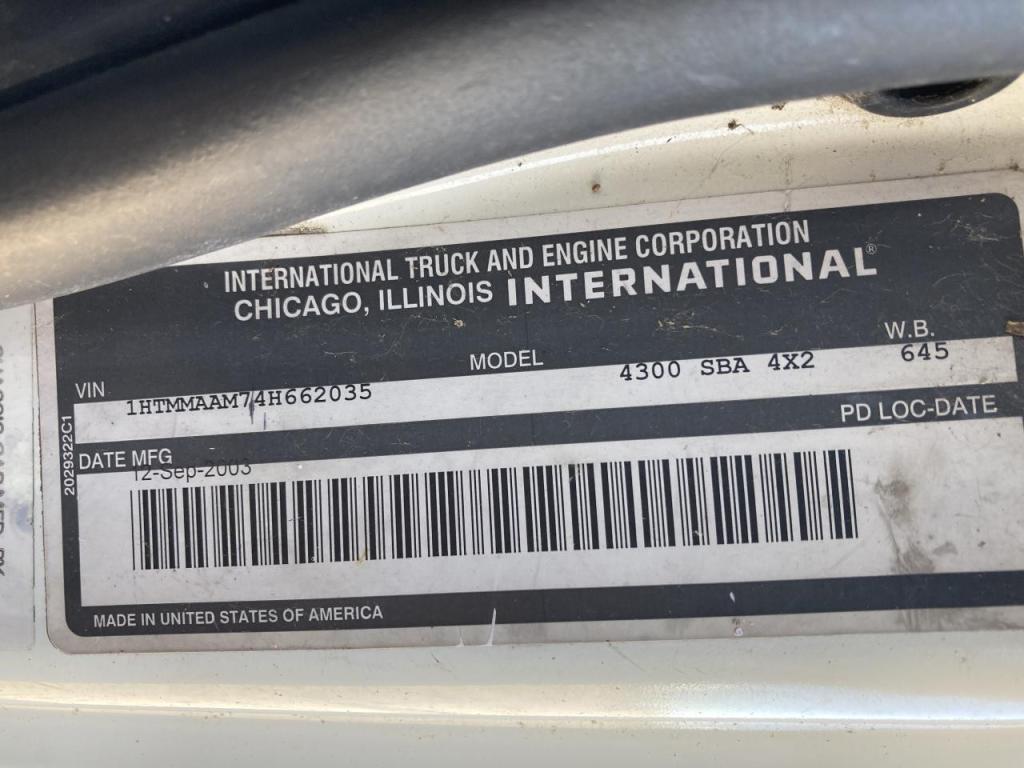 INTERNATIONAL TRUCK AND ENGINE CORPORATION
CHICAGO, ILLINOIS INTERNATIONAL®
VIN MODEL W.B.
1HTMMAAM74H662035 4300 SBA 4X2 645
DATE MFG PD LOC-DATE
12-Sep-2003
MADE IN UNITED STATES OF AMERICA
2029322C1